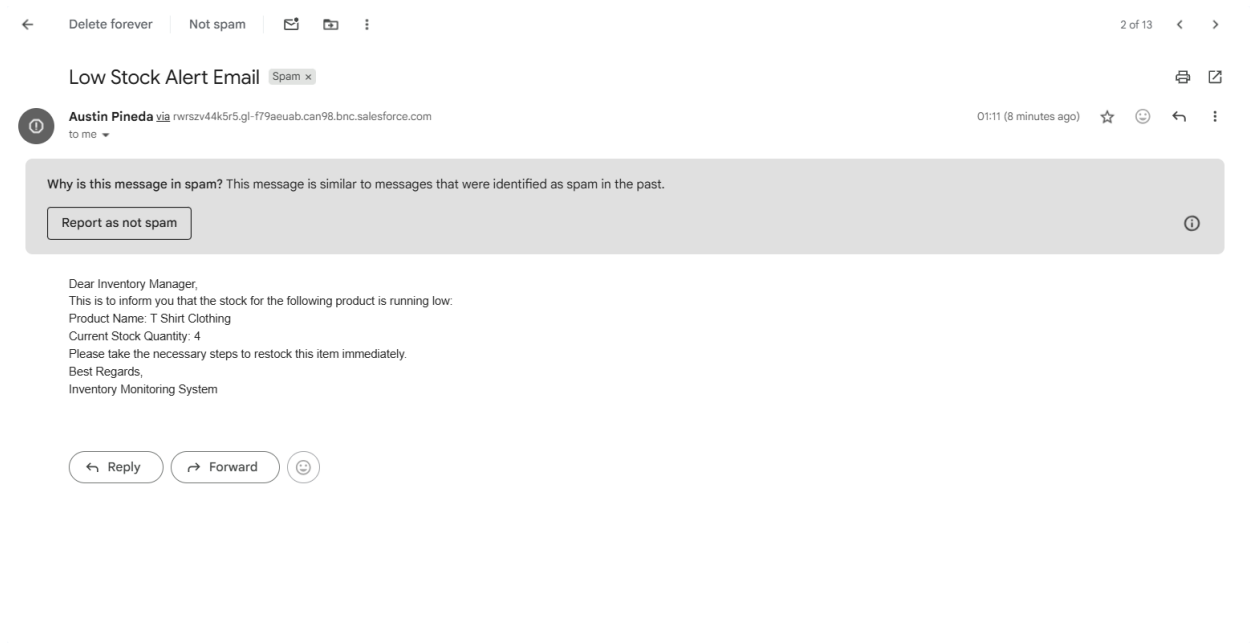 Delete forever
Not spam
2 of 13
Low Stock Alert Email
Spam ×
Austin Pineda via rwrszv44k5r5.gl-f79aeuab.can98.bnc.salesforce.com
01:11 (8 minutes ago)
to me
Why is this message in spam? This message is similar to messages that were identified as spam in the past.
Report as not spam
Dear Inventory Manager,
This is to inform you that the stock for the following product is running low:
Product Name: T Shirt Clothing
Current Stock Quantity: 4
Please take the necessary steps to restock this item immediately.
Best Regards,
Inventory Monitoring System
Reply
Forward